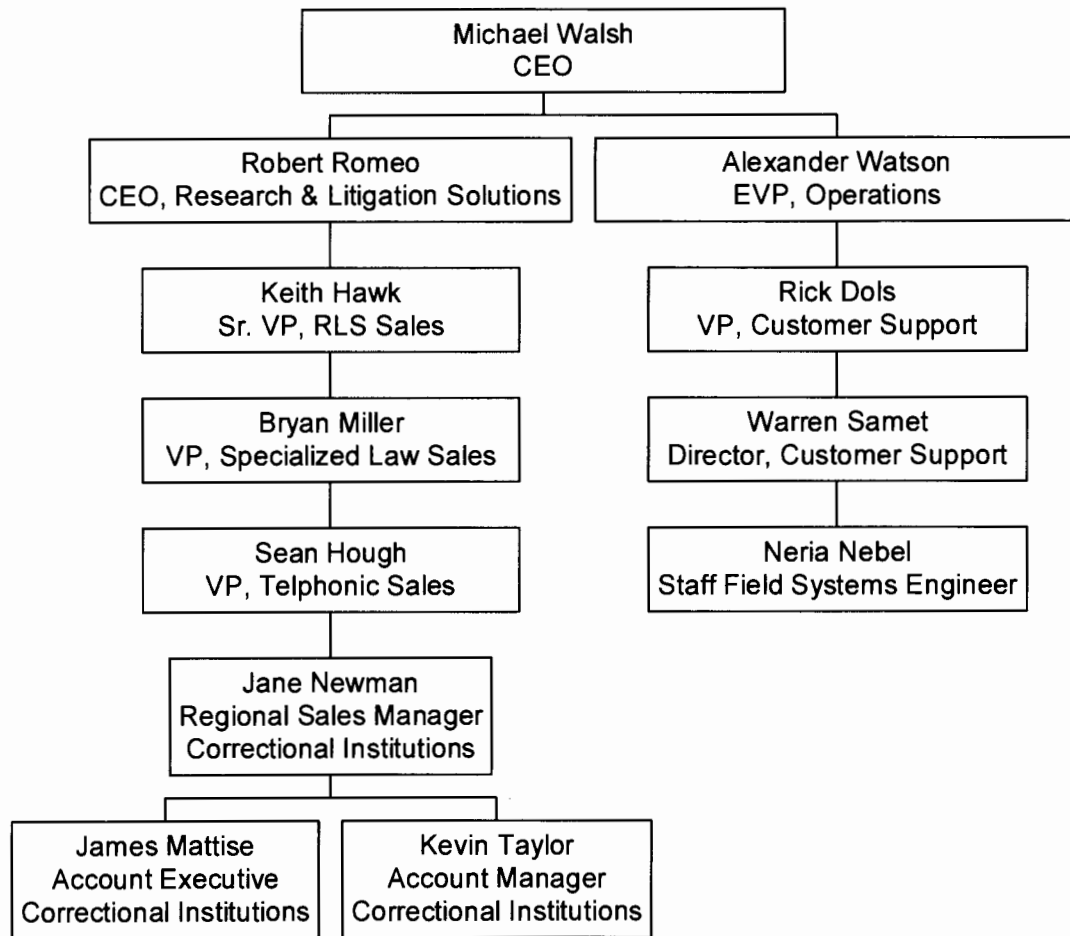 Michael Walsh
CEO
Robert Romeo
CEO, Research & Litigation Solutions
Alexander Watson
EVP, Operations
Keith Hawk
Sr. VP, RLS Sales
Rick Dols
VP, Customer Support
Bryan Miller
VP, Specialized Law Sales
Warren Samet
Director, Customer Support
Sean Hough
VP, Telphonic Sales
Neria Nebel
Staff Field Systems Engineer
Jane Newman
Regional Sales Manager
Correctional Institutions
James Mattise
Account Executive
Correctional Institutions
Kevin Taylor
Account Manager
Correctional Institutions